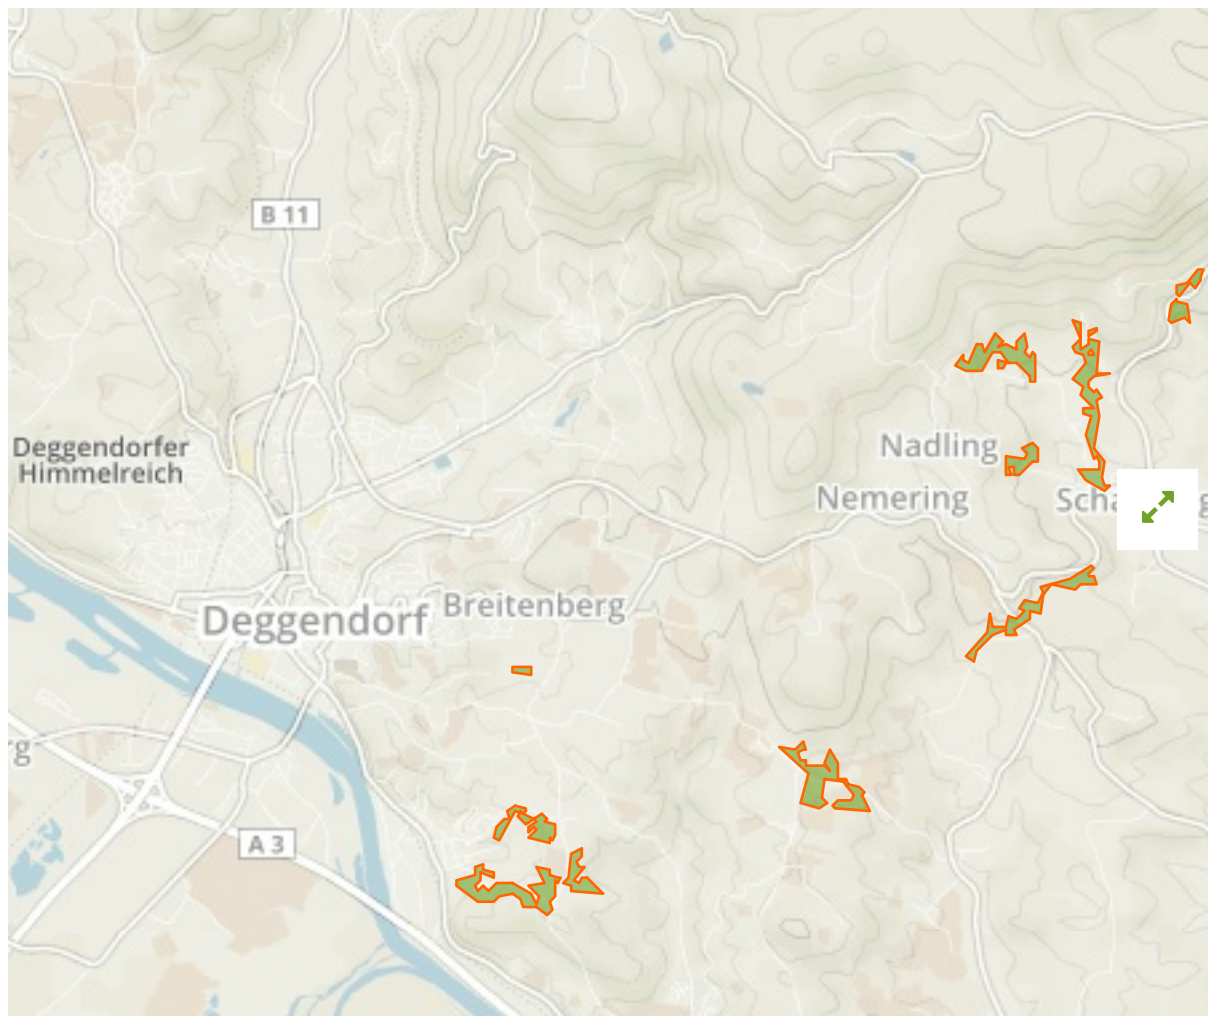 B 11
Deggendorfer
Himmelreich
Nadling
Nemering
Deggendorf
Breitenberg
A 3